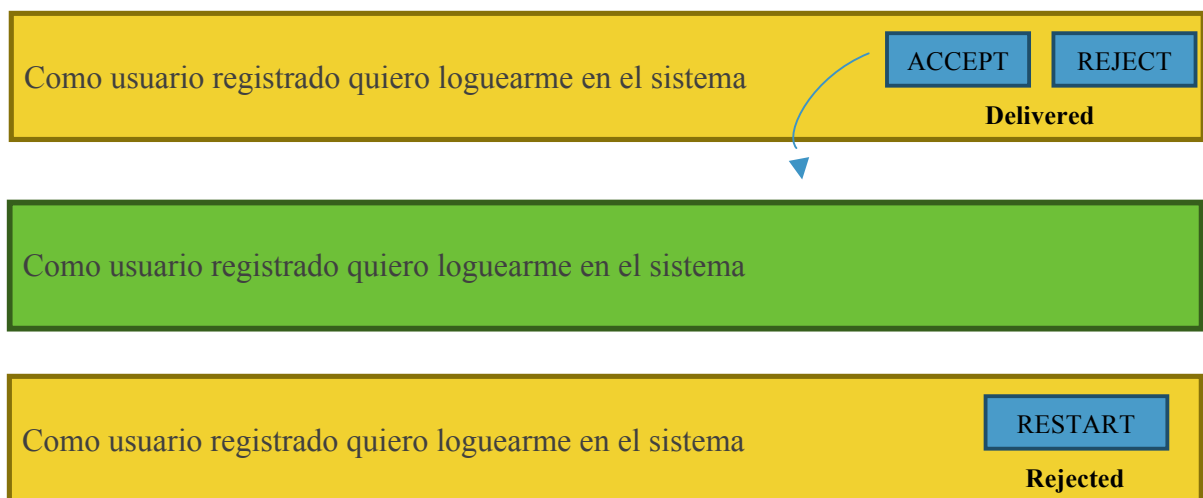 Como usuario registrado quiero loguearme en el sistema
ACCEPT
REJECT
Delivered
Como usuario registrado quiero loguearme en el sistema
Como usuario registrado quiero loguearme en el sistema
RESTART
Rejected